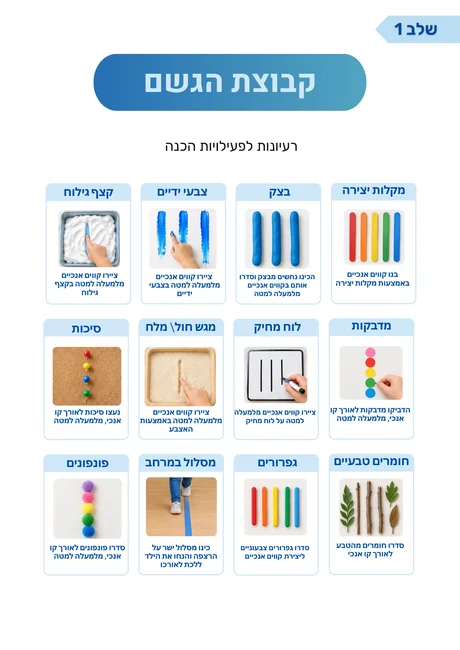 שלב 1
קבוצת הגשם
רעיונות לפעילויות הכנה
מקלות יצירה
בנו קווים אנכיים
באמצעות מקלות יצירה
בצק
הכינו נחשים מבצק וסדרו
אותם בקווים אנכיים
מלמעלה למטה
צבעי ידיים
ציירו קווים אנכיים
מלמעלה למטה בצבעי
ידיים
קצף גילוח
ציירו קווים אנכיים
מלמעלה למטה בקצף
גילוח
מדבקות
הדביקו מדבקות לאורך קו
אנכי, מלמעלה למטה
לוח מחיק
ציירו קווים אנכיים מלמעלה
למטה על לוח מחיק
מגש חול\ מלח
ציירו קווים אנכיים
מלמעלה למטה באמצעות
האצבע
סיכות
נעצו סיכות לאורך קו
אנכי, מלמעלה למטה
חומרים טבעיים
סדרו חומרים מהטבע
לאורך קו אנכי
גפרורים
סדרו גפרורים צבעוניים
ליצירת קווים אנכיים
מסלול במרחב
כינו מסלול ישר על
הרצפה והנחו את הילד
ללכת לאורכו
פונפונים
סדרו פונפונים לאורך קו
אנכי, מלמעלה למטה